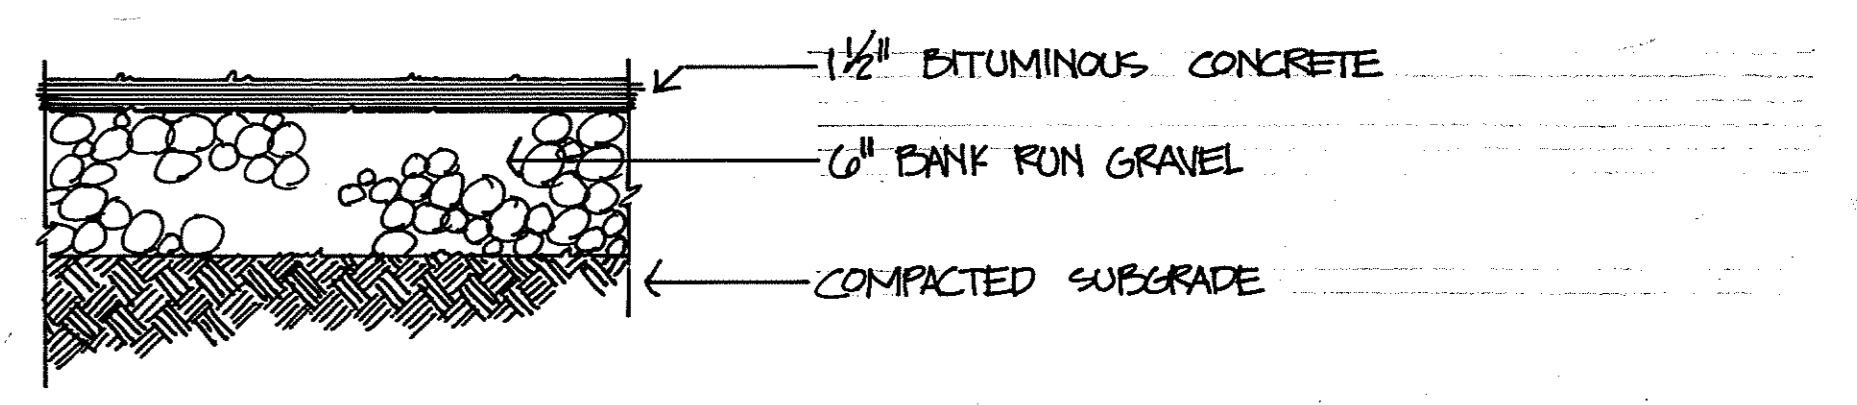 1½" BITUMINOUS CONCRETE
6" BANK RUN GRAVEL
COMPACTED SUBGRADE